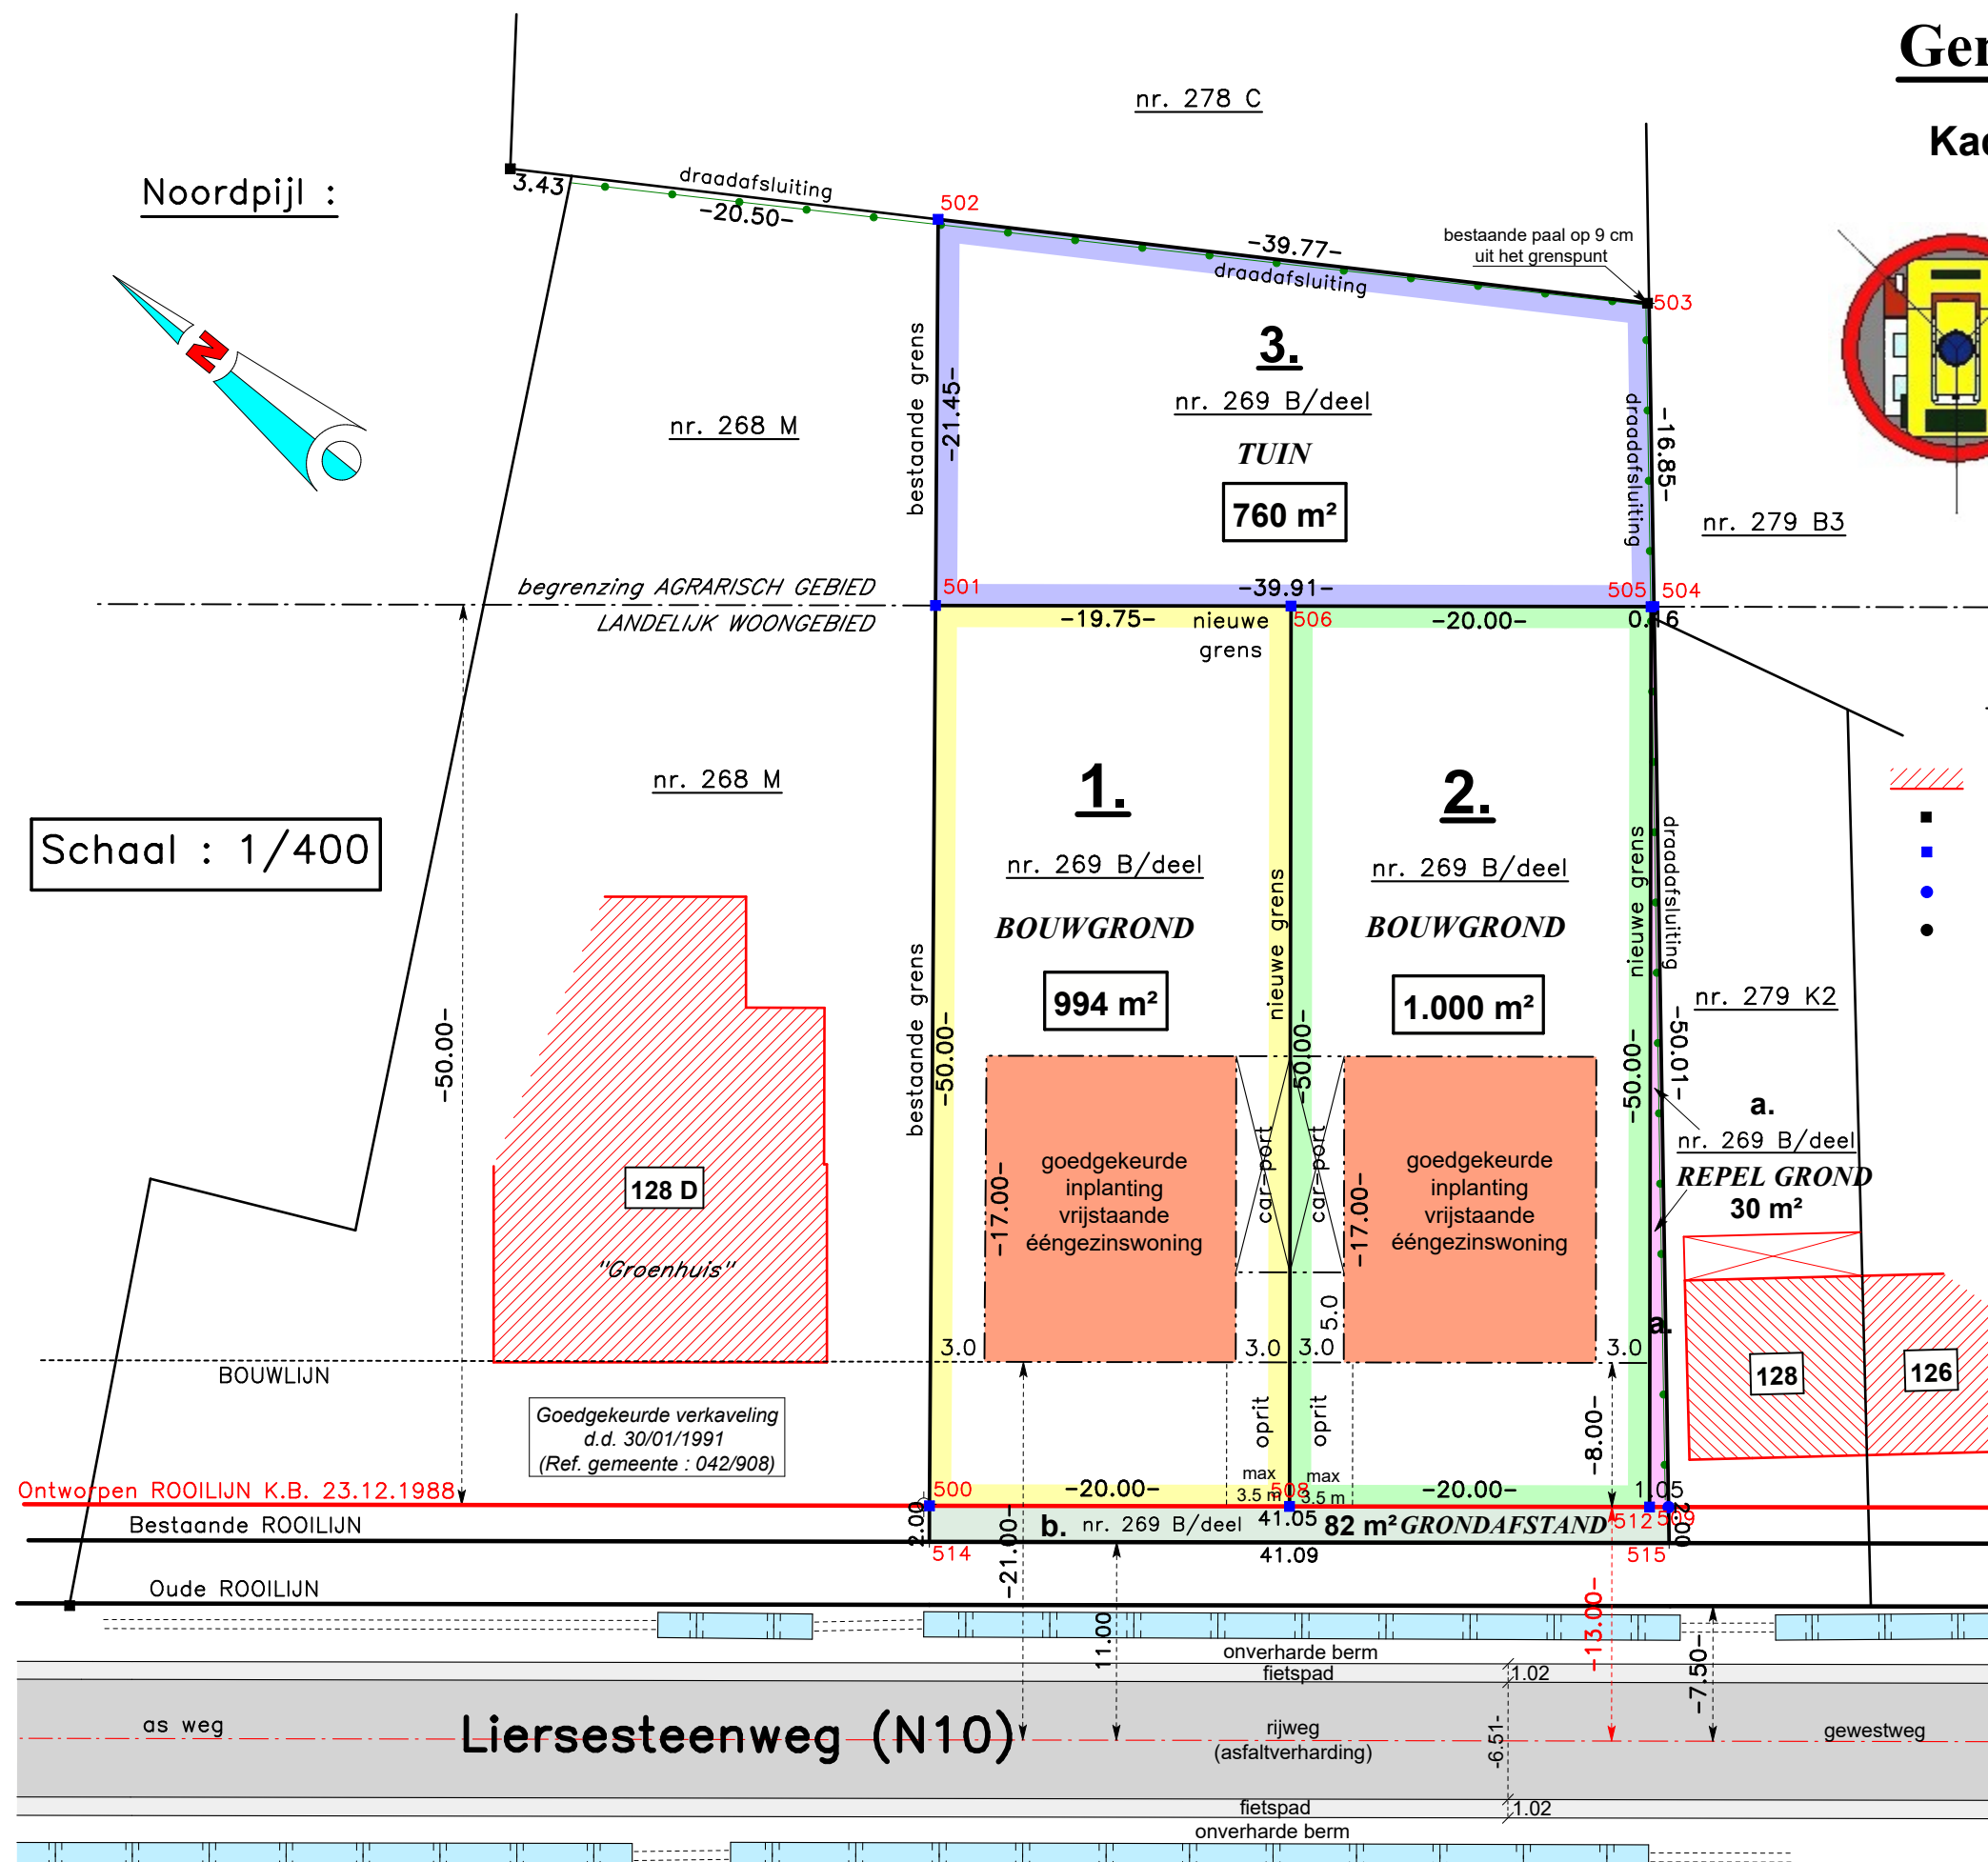 Noordpijl :
N
Schaal : 1/400
nr. 278 C
3.43
draadafsluiting
-20.50-
502
-39.77-
draadafsluiting
bestaande paal op 9 cm
uit het grenspunt
503
bestaande grens
-21.45-
3.
nr. 269 B/deel
TUIN
760 m²
draadafsluiting
-16.85-
nr. 268 M
nr. 279 B3
begrenzing AGRARISCH GEBIED
LANDELIJK WOONGEBIED
501
-39.91-
505
504
-19.75-
nieuwe
grens
506
-20.00-
0.16
nr. 268 M
-50.00-
bestaande grens
-50.00-
1.
nr. 269 B/deel
BOUWGROND
994 m²
nieuwe grens
-50.00-
2.
nr. 269 B/deel
BOUWGROND
1.000 m²
nieuwe grens
-50.00-
draadafsluiting
-50.01-
nr. 279 K2
a.
nr. 269 B/deel
REPEL GROND
30 m²
a.
128 D
"Groenhuis"
goedgekeurde
inplanting
vrijstaande
ééngezinswoning
-17.00-
car-port
car-port
-17.00-
goedgekeurde
inplanting
vrijstaande
ééngezinswoning
5.0
3.0
3.0
3.0
3.0
128
126
BOUWLIJN
Goedgekeurde verkaveling
d.d. 30/01/1991
(Ref. gemeente : 042/908)
oprit
oprit
-8.00-
max
3.5 m
max
3.5 m
Ontworpen ROOILIJN K.B. 23.12.1988
500
-20.00-
508
-20.00-
1.05
Bestaande ROOILIJN
2.00
b.
nr. 269 B/deel
41.05
82 m²
GRONDAFSTAND
512
509
2.00
514
41.09
515
Oude ROOILIJN
-21.00-
11.00
-13.00-
-7.50-
onverharde berm
fietspad
1.02
as weg
Liersesteenweg (N10)
rijweg
(asfaltverharding)
-6.51-
gewestweg
fietspad
1.02
onverharde berm